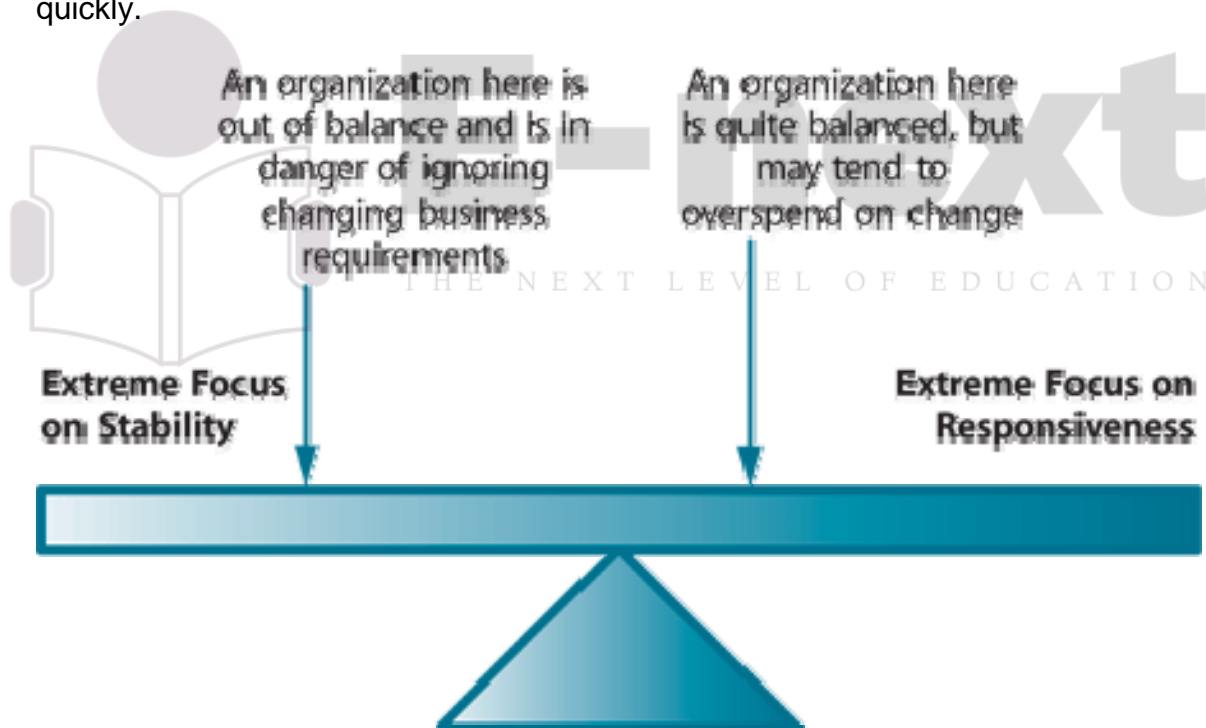 quickly.
An organization here is
out of balance and is in
danger of ignoring
changing business
requirements
An organization here
is quite balanced, but
may tend to
overspend on change
E-next
THE NEXT LEVEL OF EDUCATION
Extreme Focus
on Stability
Extreme Focus on
Responsiveness